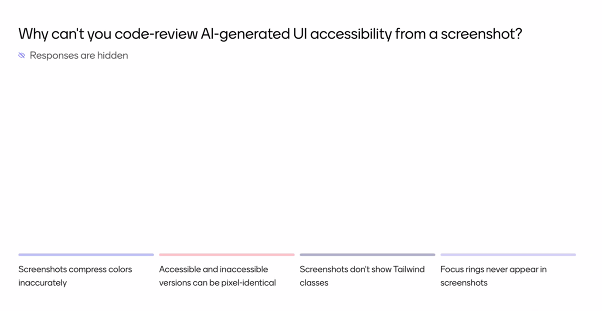 Why can't you code-review AI-generated UI accessibility from a screenshot?
Responses are hidden
Screenshots compress colors
inaccurately
Accessible and inaccessible
versions can be pixel-identical
Screenshots don't show Tailwind
classes
Focus rings never appear in
screenshots